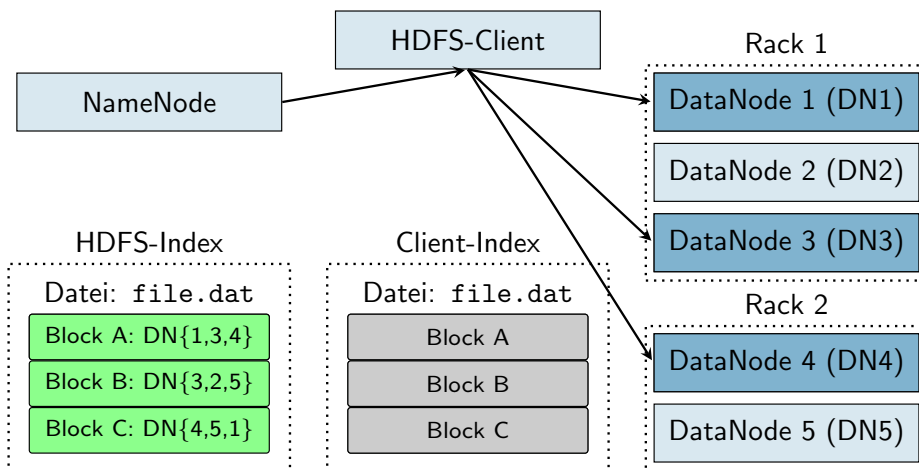 HDFS-Client
NameNode
Rack 1
DataNode 1 (DN1)
DataNode 2 (DN2)
DataNode 3 (DN3)
HDFS-Index
Datei: file.dat
Block A: DN{1,3,4}
Block B: DN{3,2,5}
Block C: DN{4,5,1}
Client-Index
Datei: file.dat
Block A
Block B
Block C
Rack 2
DataNode 4 (DN4)
DataNode 5 (DN5)